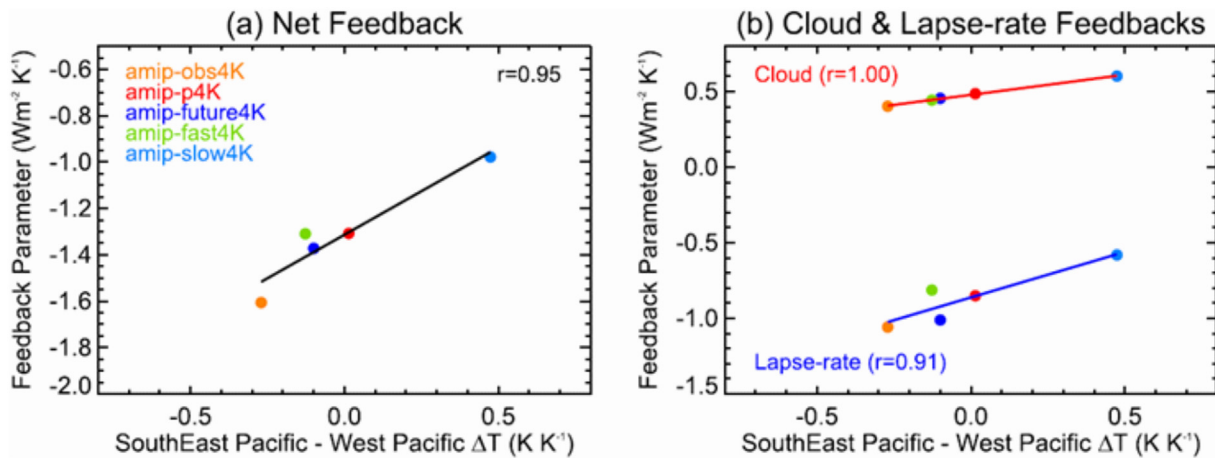 (a) Net Feedback
Feedback Parameter (Wm⁻² K⁻¹)
-0.6
-0.8
-1.0
-1.2
-1.4
-1.6
-1.8
-2.0
amip-obs4K
amip-p4K
amip-future4K
amip-fast4K
amip-slow4K
r=0.95
-0.5 0.0 0.5
SouthEast Pacific - West Pacific ΔT (K K⁻¹)
(b) Cloud & Lapse-rate Feedbacks
Feedback Parameter (Wm⁻² K⁻¹)
0.5
0.0
-0.5
-1.0
-1.5
Cloud (r=1.00)
Lapse-rate (r=0.91)
-0.5 0.0 0.5
SouthEast Pacific - West Pacific ΔT (K K⁻¹)